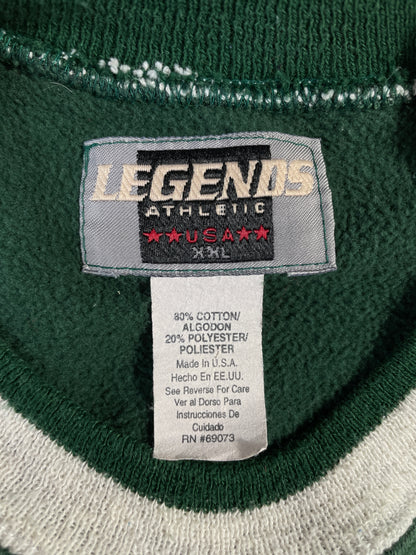 LEGENDS
ATHLETIC
★★USA★★
XXL
80% COTTON/
ALGODON
20% POLYESTER/
POLIESTER
Made In U.S.A.
Hecho En EE.UU.
See Reverse For Care
Ver al Dorso Para
Instrucciones De
Cuidado
RN #69073